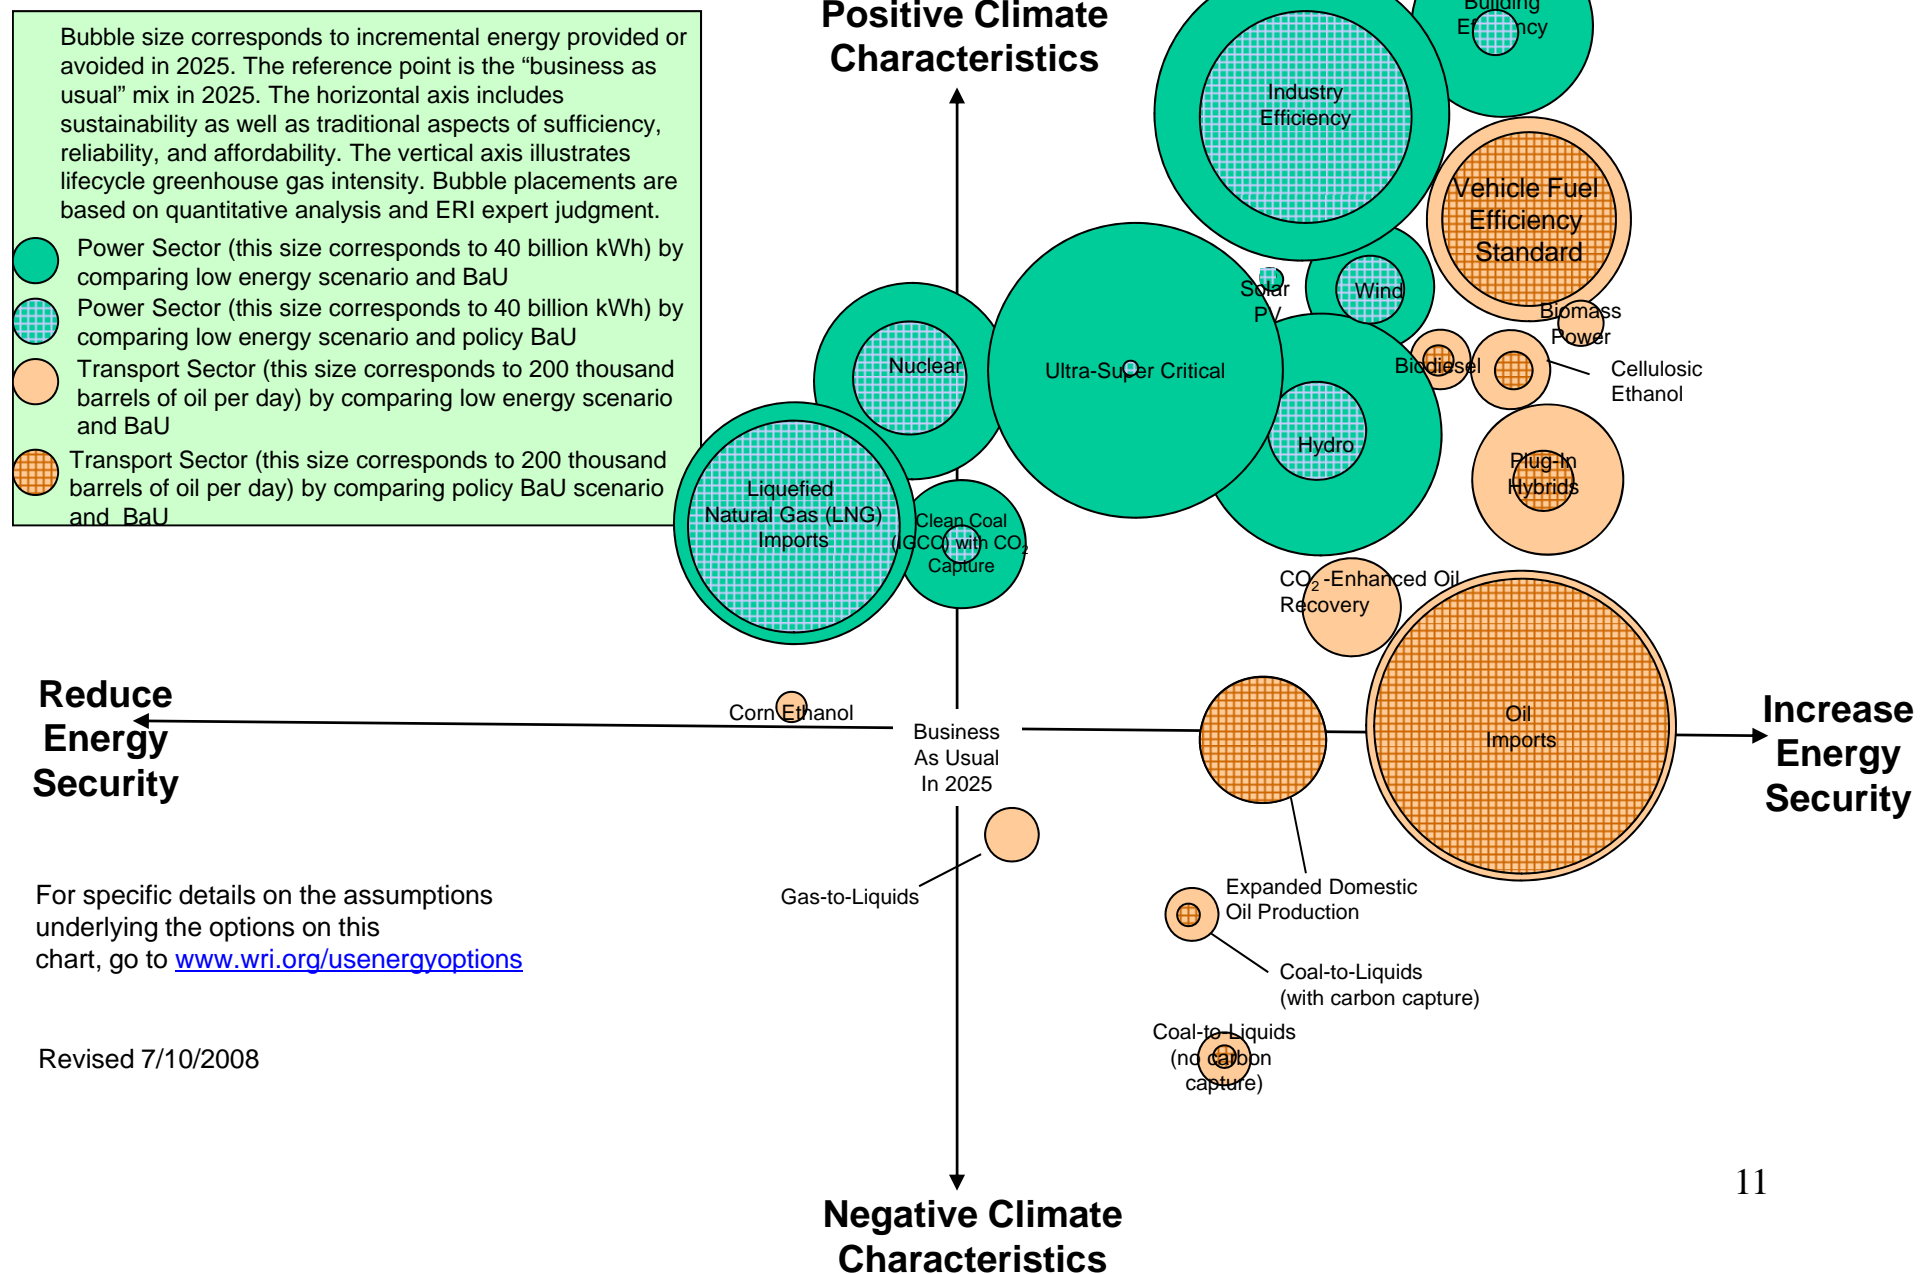 Positive Climate
Characteristics
Bubble size corresponds to incremental energy provided or
avoided in 2025. The reference point is the “business as
usual” mix in 2025. The horizontal axis includes
sustainability as well as traditional aspects of sufficiency,
reliability, and affordability. The vertical axis illustrates
lifecycle greenhouse gas intensity. Bubble placements are
based on quantitative analysis and ERI expert judgment.
Power Sector (this size corresponds to 40 billion kWh) by
comparing low energy scenario and BaU
Power Sector (this size corresponds to 40 billion kWh) by
comparing low energy scenario and policy BaU
Transport Sector (this size corresponds to 200 thousand
barrels of oil per day) by comparing low energy scenario
and BaU
Transport Sector (this size corresponds to 200 thousand
barrels of oil per day) by comparing policy BaU scenario
and BaU
Building
Efficiency
Industry
Efficiency
Vehicle Fuel
Efficiency
Standard
Solar
PV
Wind
Biomass
Power
Nuclear
Ultra-Super Critical
Biodiesel
Cellulosic
Ethanol
Hydro
Plug-In
Hybrids
Liquefied
Natural Gas (LNG)
Imports
Clean Coal
(IGCC) with CO2
Capture
CO2 -Enhanced Oil
Recovery
Reduce
Energy
Security
Corn Ethanol
Business
As Usual
In 2025
Oil
Imports
Increase
Energy
Security
Gas-to-Liquids
Expanded Domestic
Oil Production
Coal-to-Liquids
(with carbon capture)
Coal-to-Liquids
(no carbon
capture)
For specific details on the assumptions
underlying the options on this
chart, go to www.wri.org/usenergyoptions
Revised 7/10/2008
Negative Climate
Characteristics
11